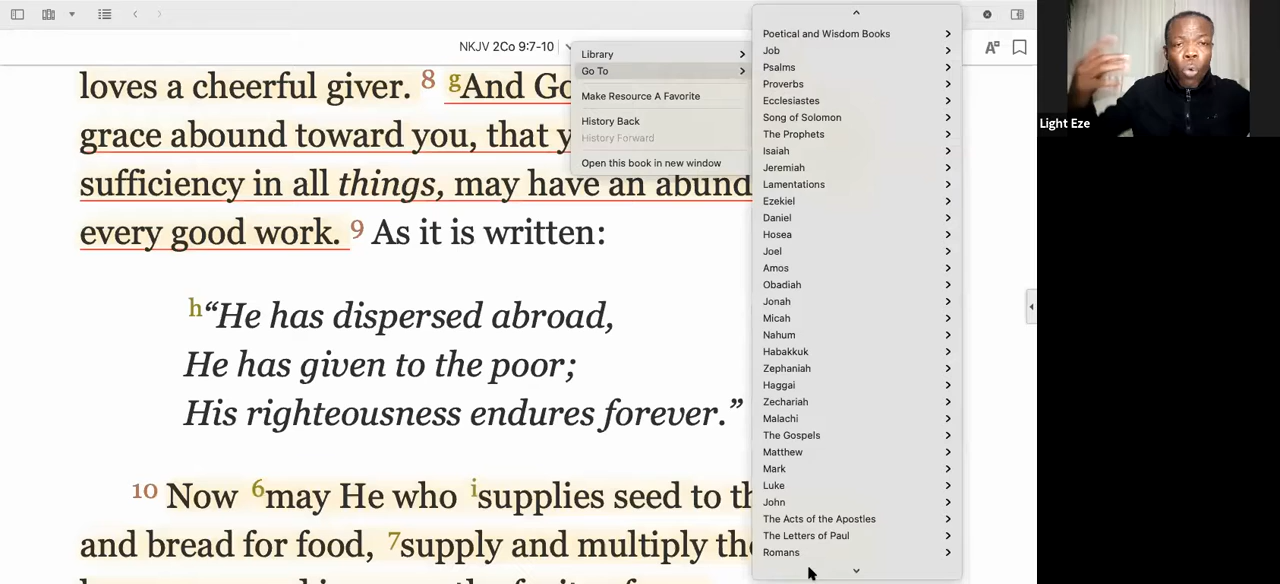 NKJV 2Co 9:7-10
loves a cheerful giver. 8 gAnd Go
grace abound toward you, that y
sufficiency in all things, may have an abund
every good work. 9 As it is written:
h“He has dispersed abroad,
He has given to the poor;
His righteousness endures forever.”
10 Now 6may He who isupplies seed to th
and bread for food, 7supply and multiply the
Library
Go To
Make Resource A Favorite
History Back
History Forward
Open this book in new window
Poetical and Wisdom Books
Job
Psalms
Proverbs
Ecclesiastes
Song of Solomon
The Prophets
Isaiah
Jeremiah
Lamentations
Ezekiel
Daniel
Hosea
Joel
Amos
Obadiah
Jonah
Micah
Nahum
Habakkuk
Zephaniah
Haggai
Zechariah
Malachi
The Gospels
Matthew
Mark
Luke
John
The Acts of the Apostles
The Letters of Paul
Romans
Light Eze